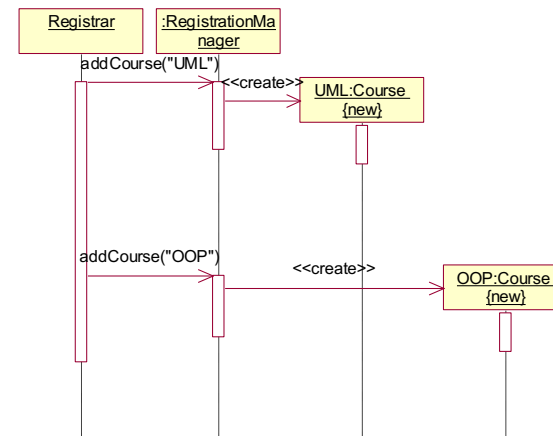 Registrar
:RegistrationMa
nager
addCourse("UML")
<<create>>
UML:Course
{new}
addCourse("OOP")
<<create>>
OOP:Course
{new}